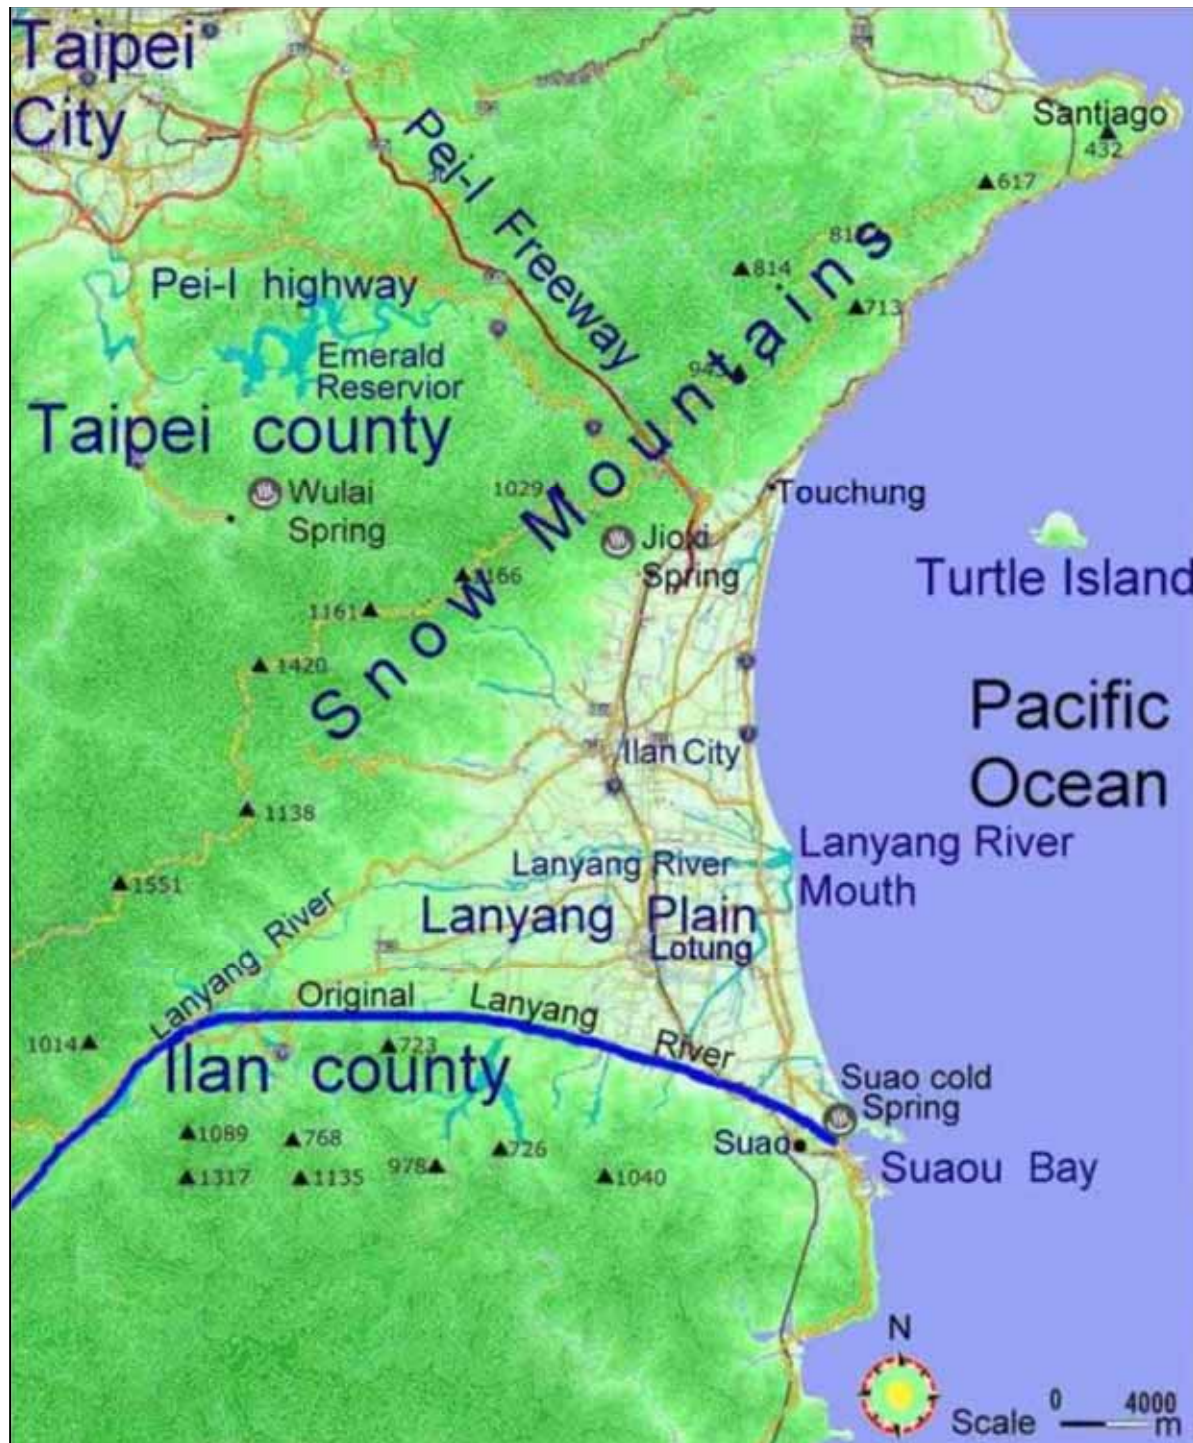 Taipei
City
Santiago
432
617
Pei-I Freeway
814
713
Pei-I highway
Emerald
Reservior
Taipei county
Snow Mountains
Wulai
Spring
1029
Touchung
Jioxi
Spring
Turtle Island
1161
1420
Pacific
Ocean
Ilan City
1138
Lanyang River
Lanyang River
Mouth
1551
Lanyang Plain
Lotung
Lanyang River
Original Lanyang River
1014
723
Ilan county
Suao cold
Spring
1089
768
726
Suao
978
Suaou Bay
1317
1135
1040
N
0 4000
Scale m